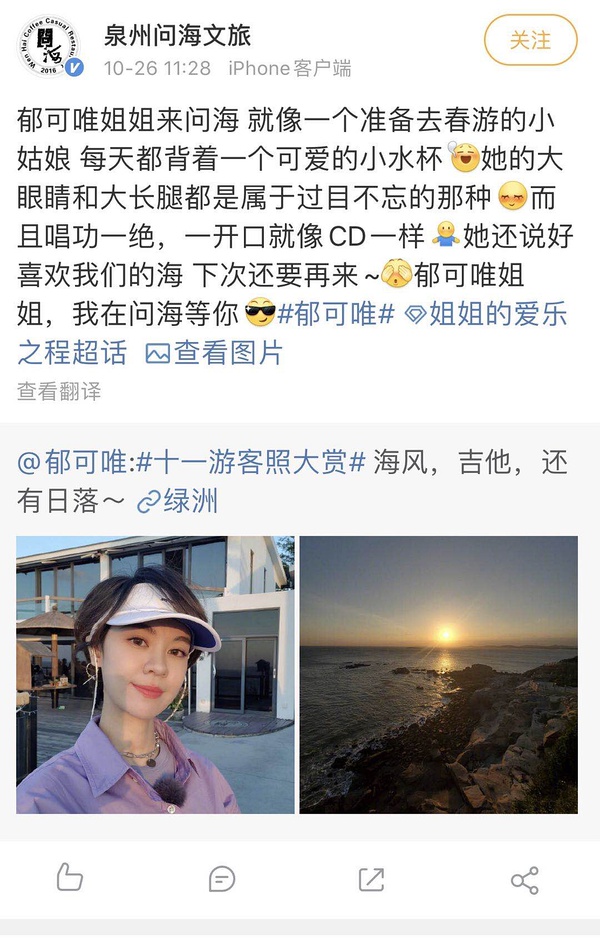 泉州问海文旅
10-26 11:28 iPhone客户端
关注
Wen Hai Coffee Casual Restau
问海
2016
郁可唯姐姐来问海 就像一个准备去春游的小
姑娘 每天都背着一个可爱的小水杯 她的大
眼睛和大长腿都是属于过目不忘的那种 而
且唱功一绝，一开口就像CD一样 她还说好
喜欢我们的海 下次还要再来~ 郁可唯姐
姐，我在问海等你 #郁可唯# 姐姐的爱乐
之程超话 查看图片
查看翻译
@郁可唯:#十一游客照大赏# 海风，吉他，还
有日落～ 绿洲